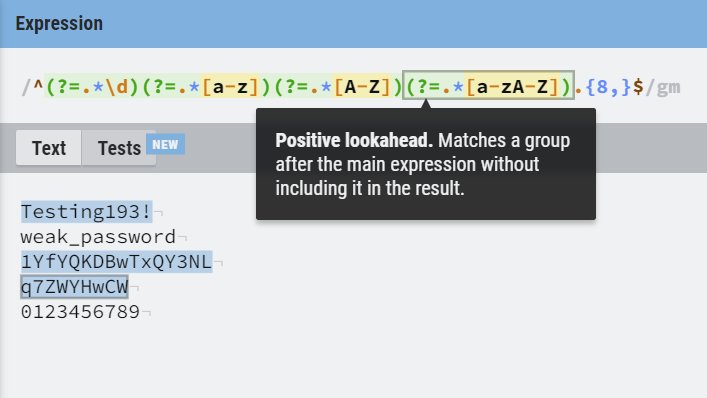 Expression
/^(?=.*\d)(?=.*[a-z])(?=.*[A-Z])(?=.*[a-zA-Z]).{8,}$/gm
Positive lookahead. Matches a group
after the main expression without
including it in the result.
Text Tests NEW
Testing193!¬
weak_password¬
1YfYQKDBwTxQY3NL¬
q7ZWYHwCW¬
0123456789¬